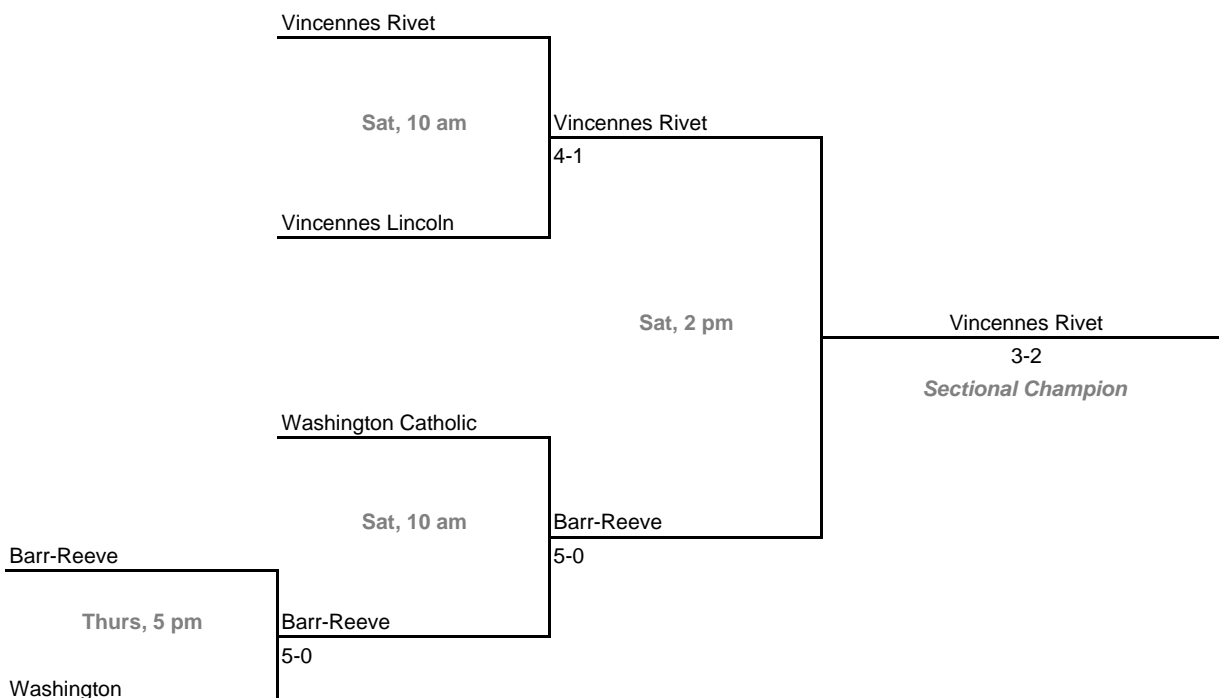 Vincennes Rivet
Sat, 10 am
Vincennes Rivet
4-1
Vincennes Lincoln
Sat, 2 pm
Vincennes Rivet
3-2
Sectional Champion
Washington Catholic
Sat, 10 am
Barr-Reeve
5-0
Barr-Reeve
Thurs, 5 pm
Barr-Reeve
5-0
Washington